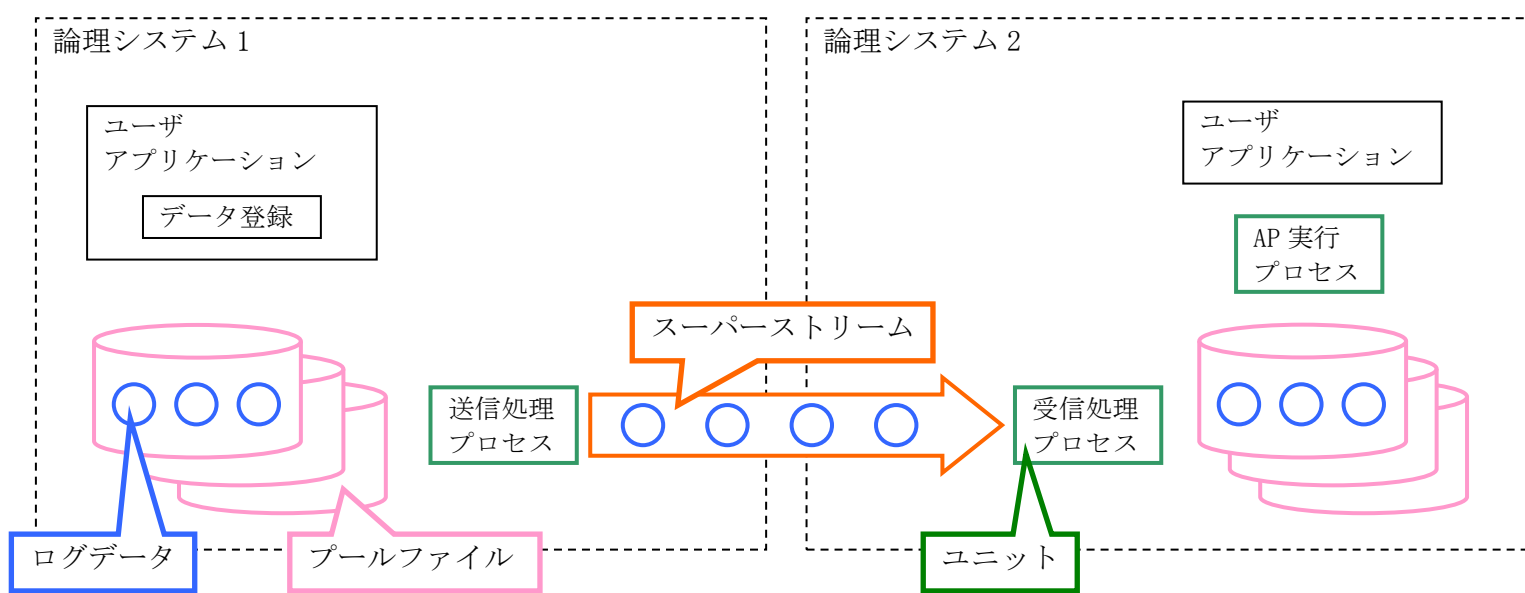 論理システム1
論理システム2
ユーザ
アプリケーション
データ登録
ユーザ
アプリケーション
AP 実行
プロセス
スーパーストリーム
送信処理
プロセス
受信処理
プロセス
ログデータ
プールファイル
ユニット